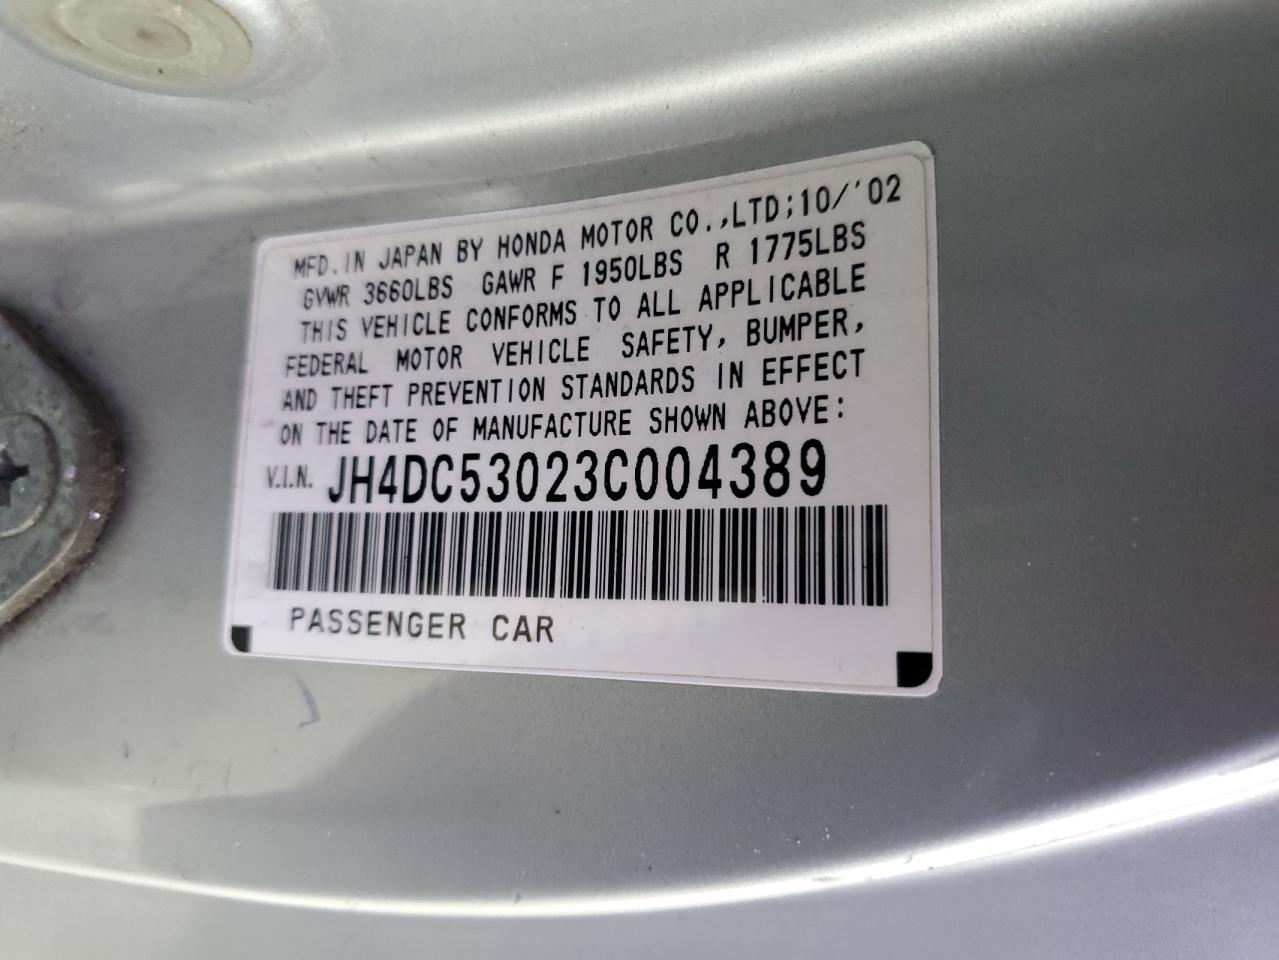 MFD.IN JAPAN BY HONDA MOTOR CO.,LTD;10/'02
GVWR 3660LBS GAWR F 1950LBS R 1775LBS
THIS VEHICLE CONFORMS TO ALL APPLICABLE
FEDERAL MOTOR VEHICLE SAFETY, BUMPER,
AND THEFT PREVENTION STANDARDS IN EFFECT
ON THE DATE OF MANUFACTURE SHOWN ABOVE:
V.I.N. JH4DC53023C004389
PASSENGER CAR